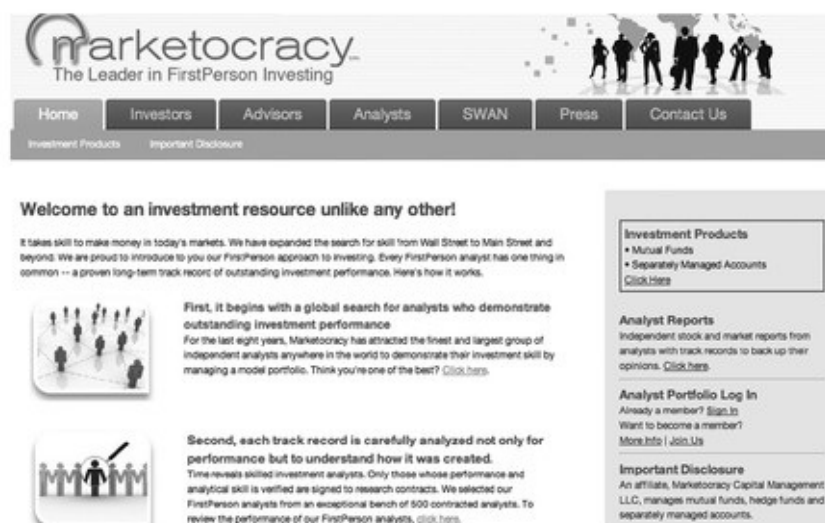 marketocracy
The Leader in FirstPerson Investing
Home Investors Advisors Analysts SWAN Press Contact Us
Investment Products Important Disclosure
Welcome to an investment resource unlike any other!
It takes skill to make money in today's markets. We have expanded the search for skill from Wall Street to Main Street and
beyond. We are proud to introduce to you our FirstPerson approach to investing. Every FirstPerson analyst has one thing in
common -- a proven long-term track record of outstanding investment performance. Here's how it works.
First, it begins with a global search for analysts who demonstrate
outstanding investment performance
For the last eight years, Marketocracy has attracted the finest and largest group of
independent analysts anywhere in the world to demonstrate their investment skill by
managing a model portfolio. Think you're one of the best? Click here.
Second, each track record is carefully analyzed not only for
performance but to understand how it was created.
Time reveals skilled investment analysts. Only those whose performance and
analytical skill is verified are signed to research contracts. We selected our
FirstPerson analysts from an exceptional bench of 500 contracted analysts. To
review the performance of our FirstPerson analysts, click here.
Investment Products
• Mutual Funds
• Separately Managed Accounts
Click Here
Analyst Reports
Independent stock and market reports from
analysts with track records to back up their
opinions. Click here.
Analyst Portfolio Log In
Already a member? Sign In
Want to become a member?
More Info | Join Us
Important Disclosure
An affiliate, Marketocracy Capital Management
LLC, manages mutual funds, hedge funds and
separately managed accounts.